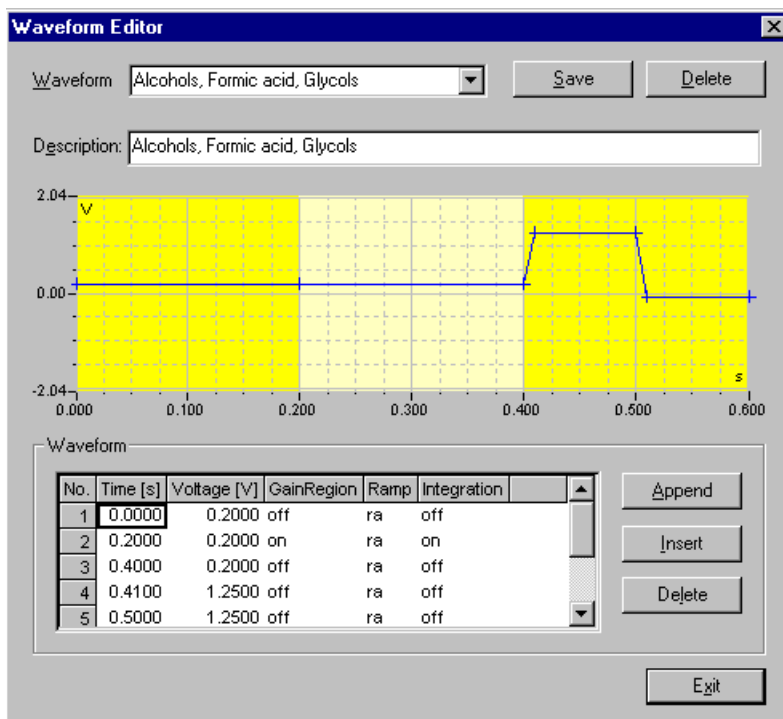 Waveform Editor
Waveform Alcohols, Formic acid, Glycols Save Delete
Description: Alcohols, Formic acid, Glycols
2.04
V
0.00
-2.04
s
0.000 0.100 0.200 0.300 0.400 0.500 0.600
Waveform
No. Time [s] Voltage [V] GainRegion Ramp Integration
1 0.0000 0.2000 off ra off
2 0.2000 0.2000 on ra on
3 0.4000 0.2000 off ra off
4 0.4100 1.2500 off ra off
5 0.5000 1.2500 off ra off
Append
Insert
Delete
Exit